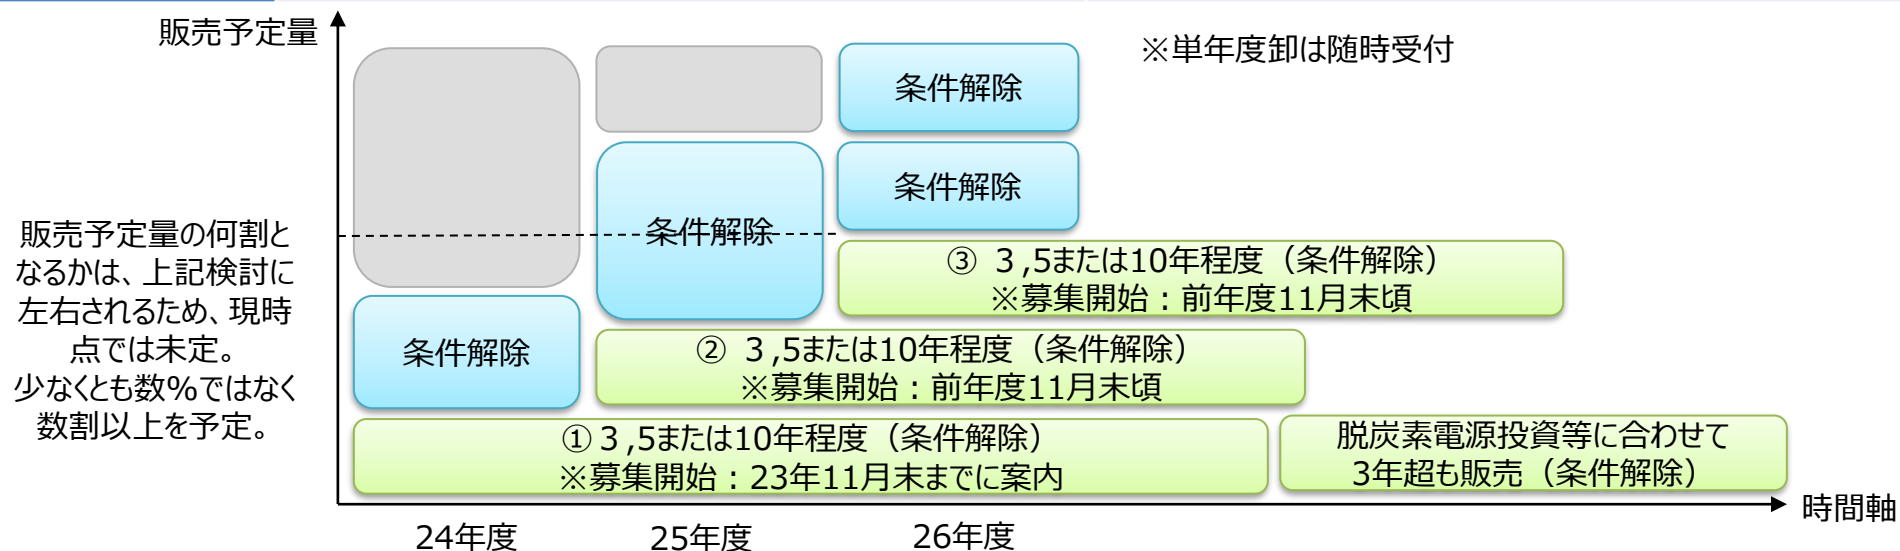 販売予定量
※単年度卸は随時受付
条件解除
条件解除
販売予定量の何割と
なるかは、上記検討に
左右されるため、現時
点では未定。
少なくとも数%ではなく
数割以上を予定。
条件解除
③ 3,5または10年程度（条件解除）
※募集開始：前年度11月末頃
条件解除
② 3,5または10年程度（条件解除）
※募集開始：前年度11月末頃
①3,5または10年程度（条件解除）
※募集開始：23年11月末までに案内
脱炭素電源投資等に合わせて
3年超も販売（条件解除）
時間軸
24年度
25年度
26年度